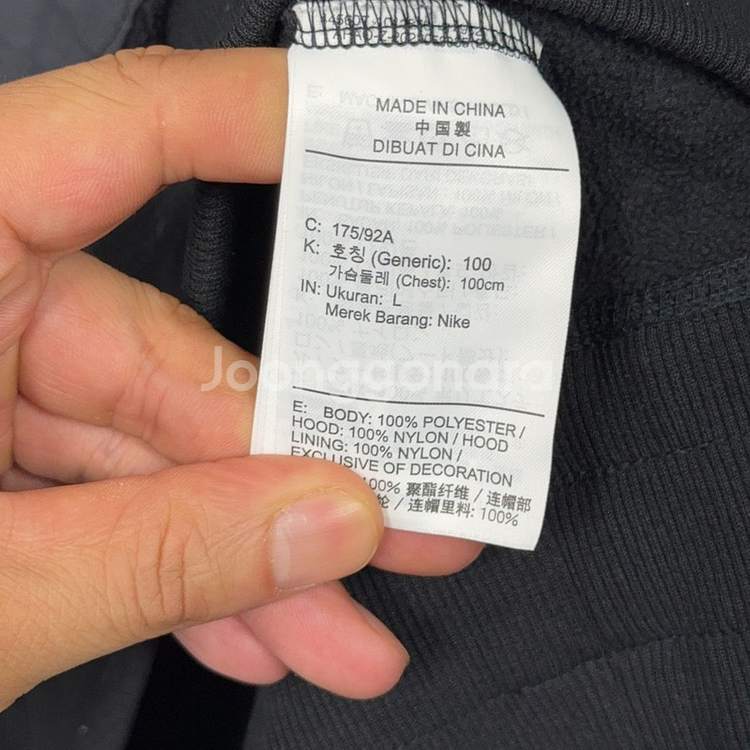 MADE IN CHINA
中国製
DIBUAT DI CINA
C: 175/92A
K: 호칭 (Generic): 100
가슴둘레 (Chest): 100cm
IN: Ukuran: L
Merek Barang: Nike
Joonggonara
E: BODY: 100% POLYESTER /
HOOD: 100% NYLON / HOOD
LINING: 100% NYLON /
EXCLUSIVE OF DECORATION
100% 聚酯纤维 / 连帽部
/ 连帽里料: 100%